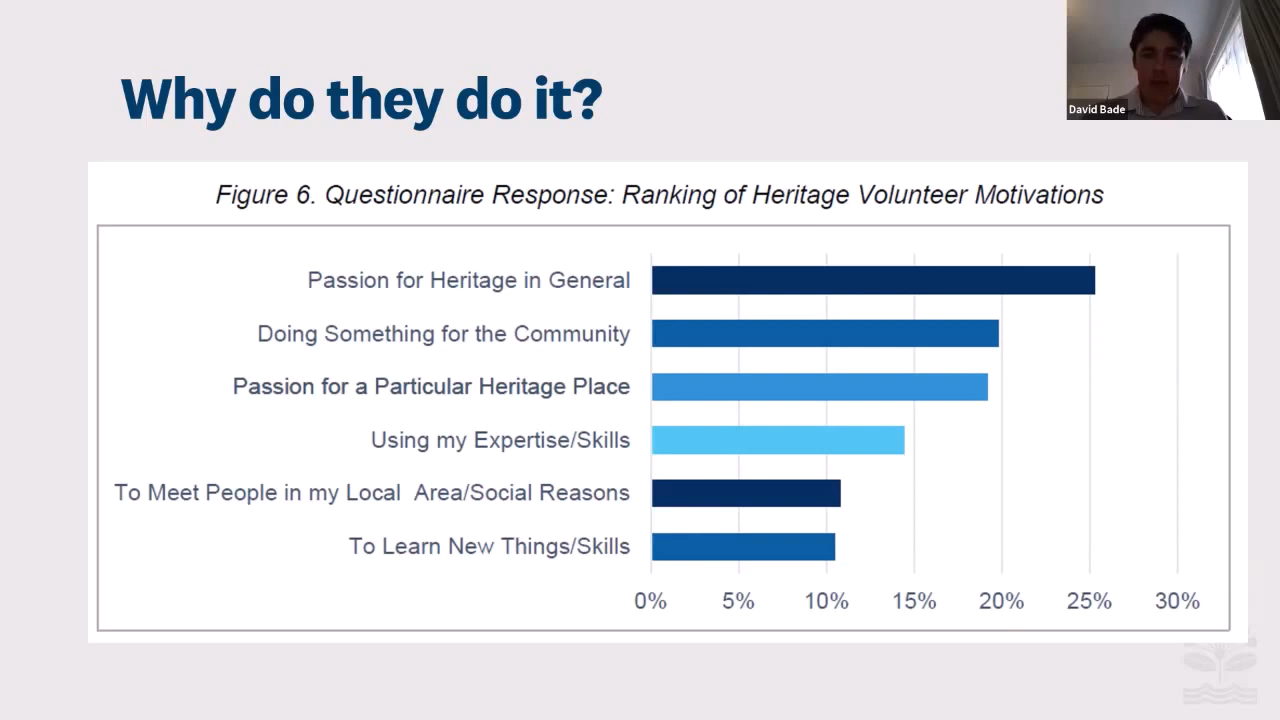 Why do they do it?
David Bade
Figure 6. Questionnaire Response: Ranking of Heritage Volunteer Motivations
Passion for Heritage in General
Doing Something for the Community
Passion for a Particular Heritage Place
Using my Expertise/Skills
To Meet People in my Local  Area/Social Reasons
To Learn New Things/Skills
0% 5% 10% 15% 20% 25% 30%